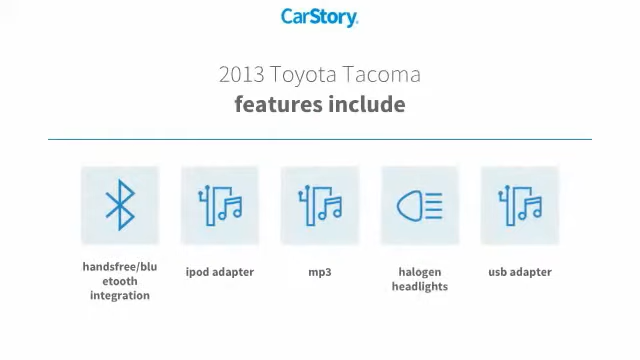 CarStory.
2013 Toyota Tacoma
features include
handsfree/blu
etooth
integration
ipod adapter
mp3
halogen
headlights
usb adapter